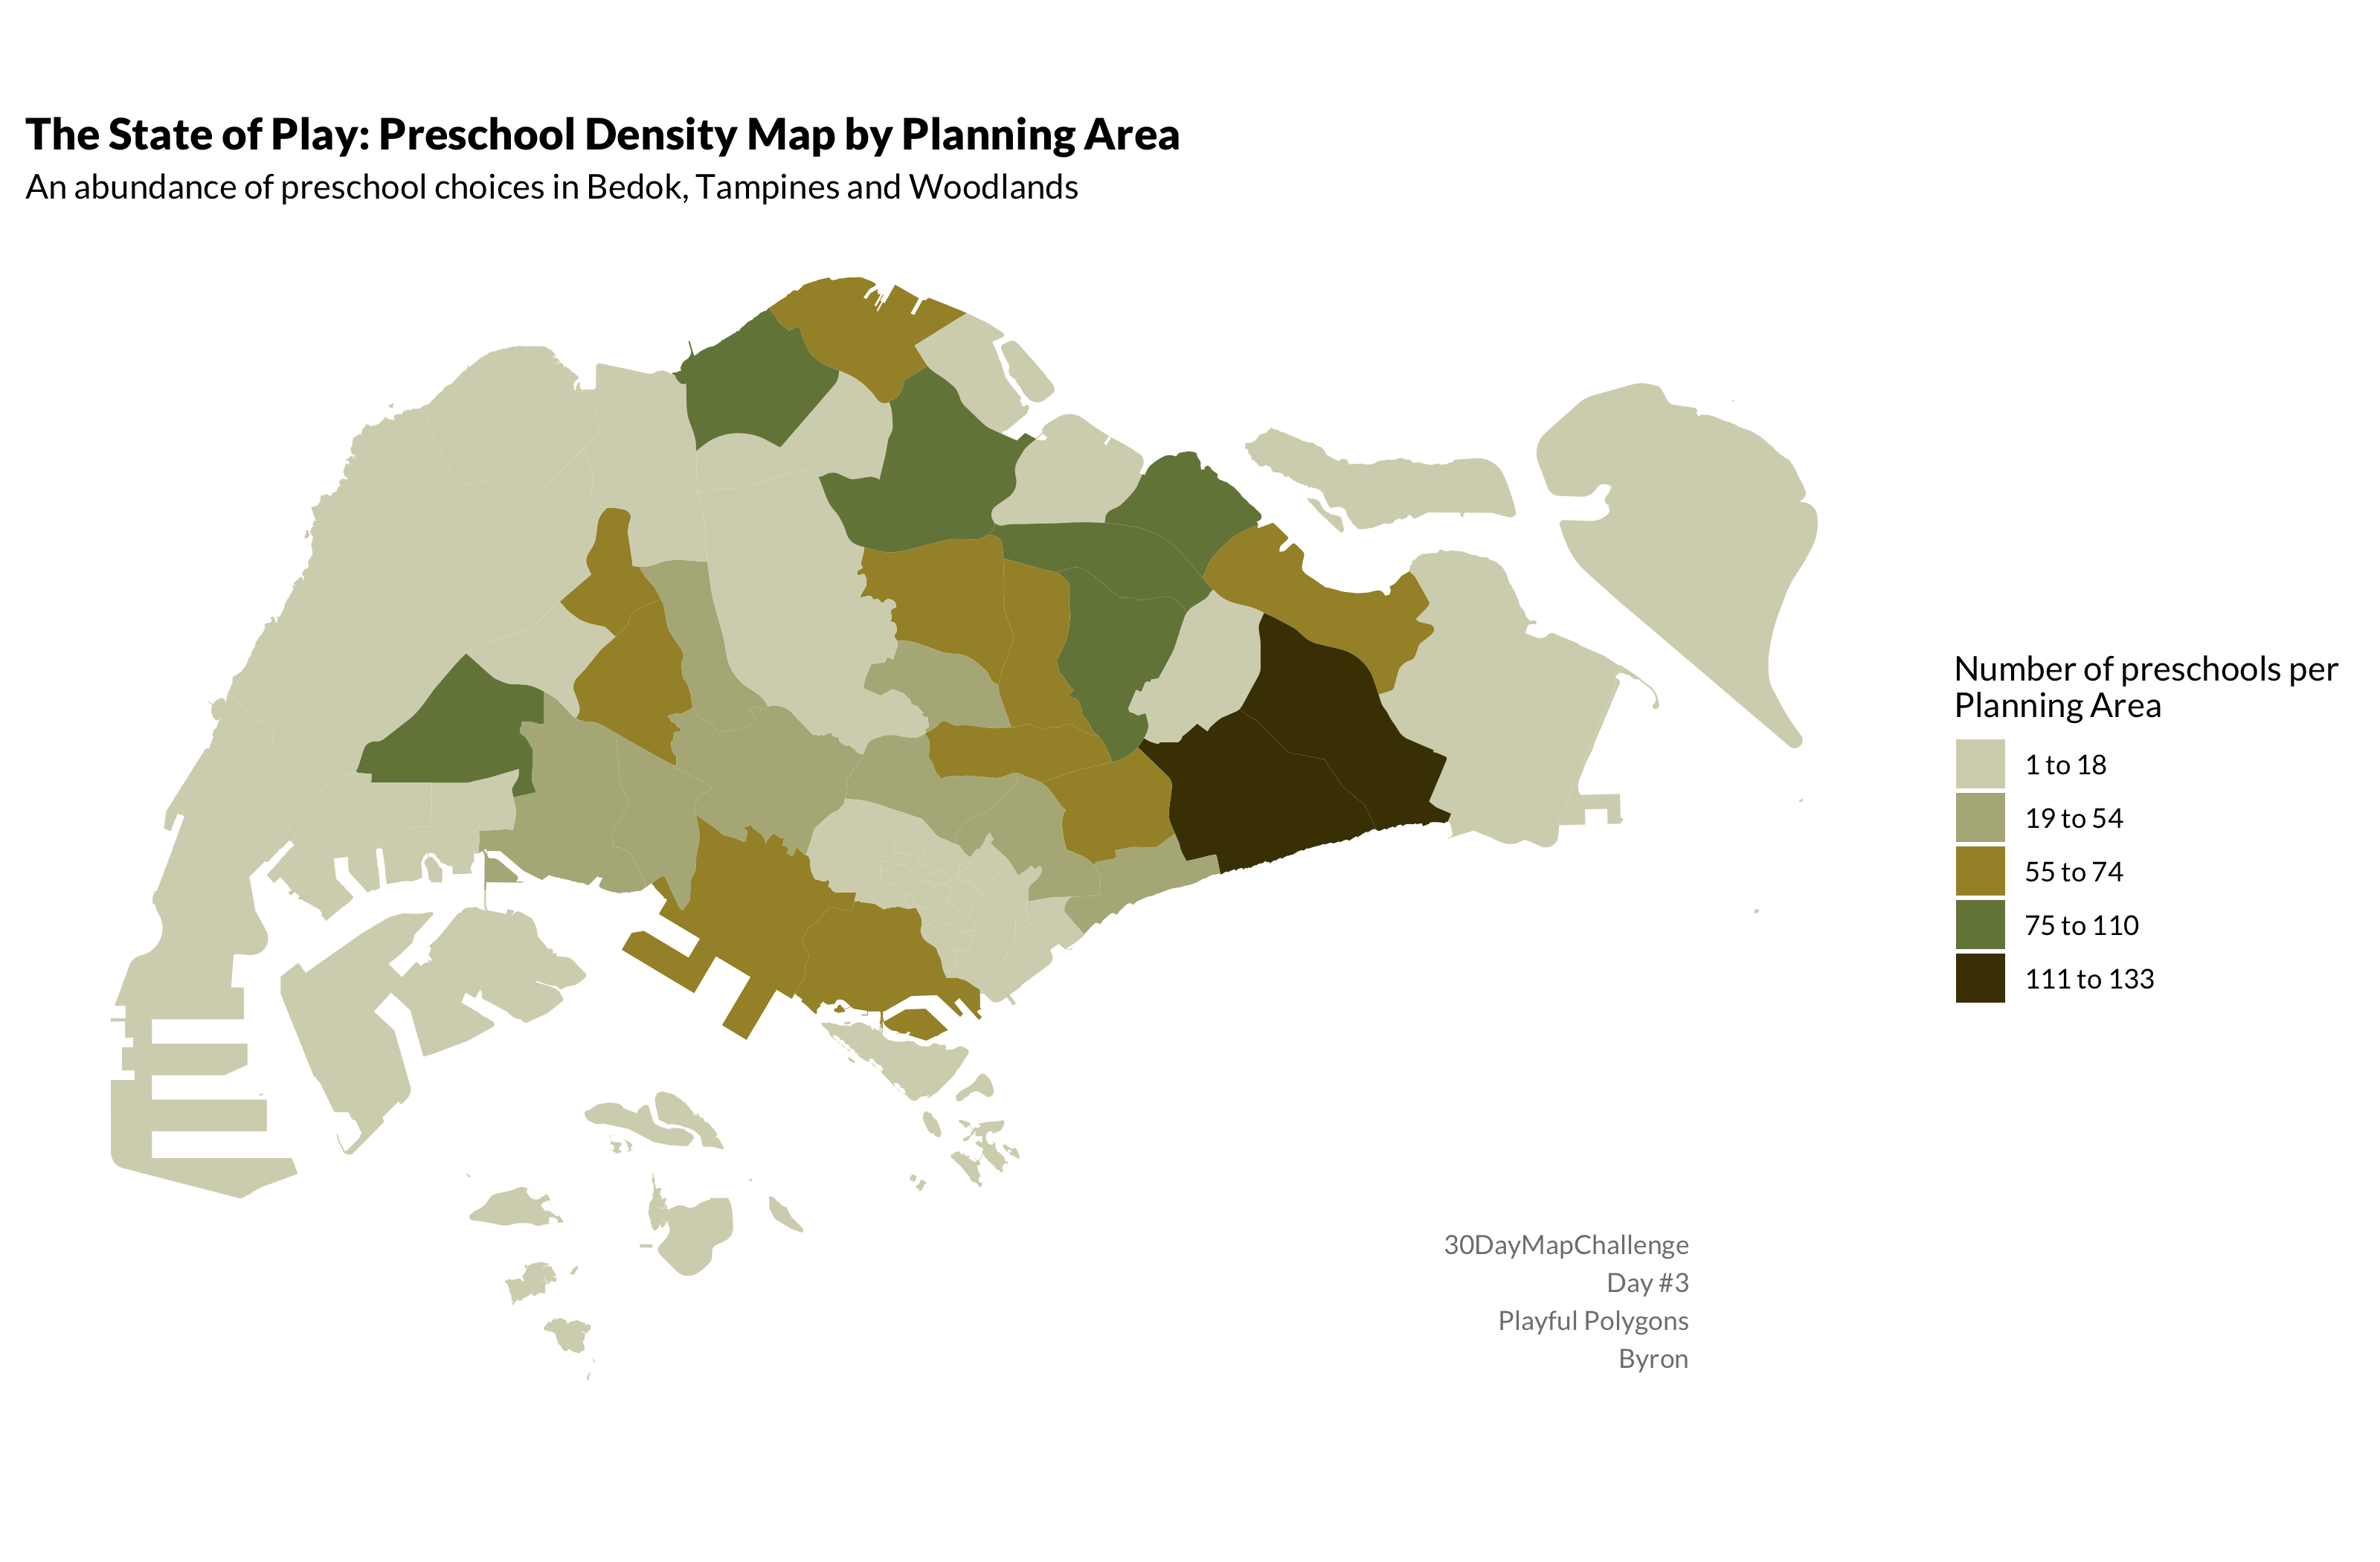 The State of Play: Preschool Density Map by Planning Area
An abundance of preschool choices in Bedok, Tampines and Woodlands
Number of preschools per
Planning Area
1 to 18
19 to 54
55 to 74
75 to 110
111 to 133
30DayMapChallenge
Day #3
Playful Polygons
Byron